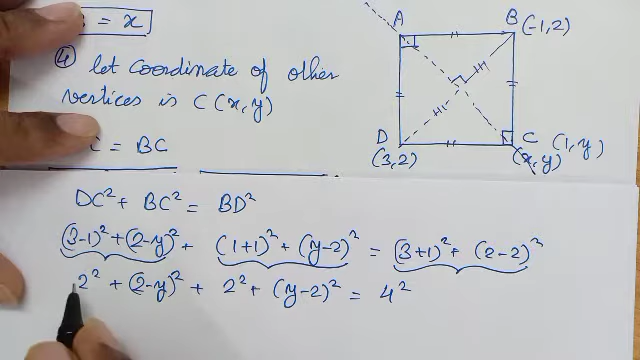 = x
④ let coordinate of other
vertices is C(x,y)
= BC
A
B(-1,2)
D
(3,2)
C (1,y)
(x,y)
DC² + BC² = BD²
(3-1)² + (2-y)² + (1+1)² + (y-2)² = (3+1)² + (2-2)²
2² + (2-y)² + 2² + (y-2)² = 4²